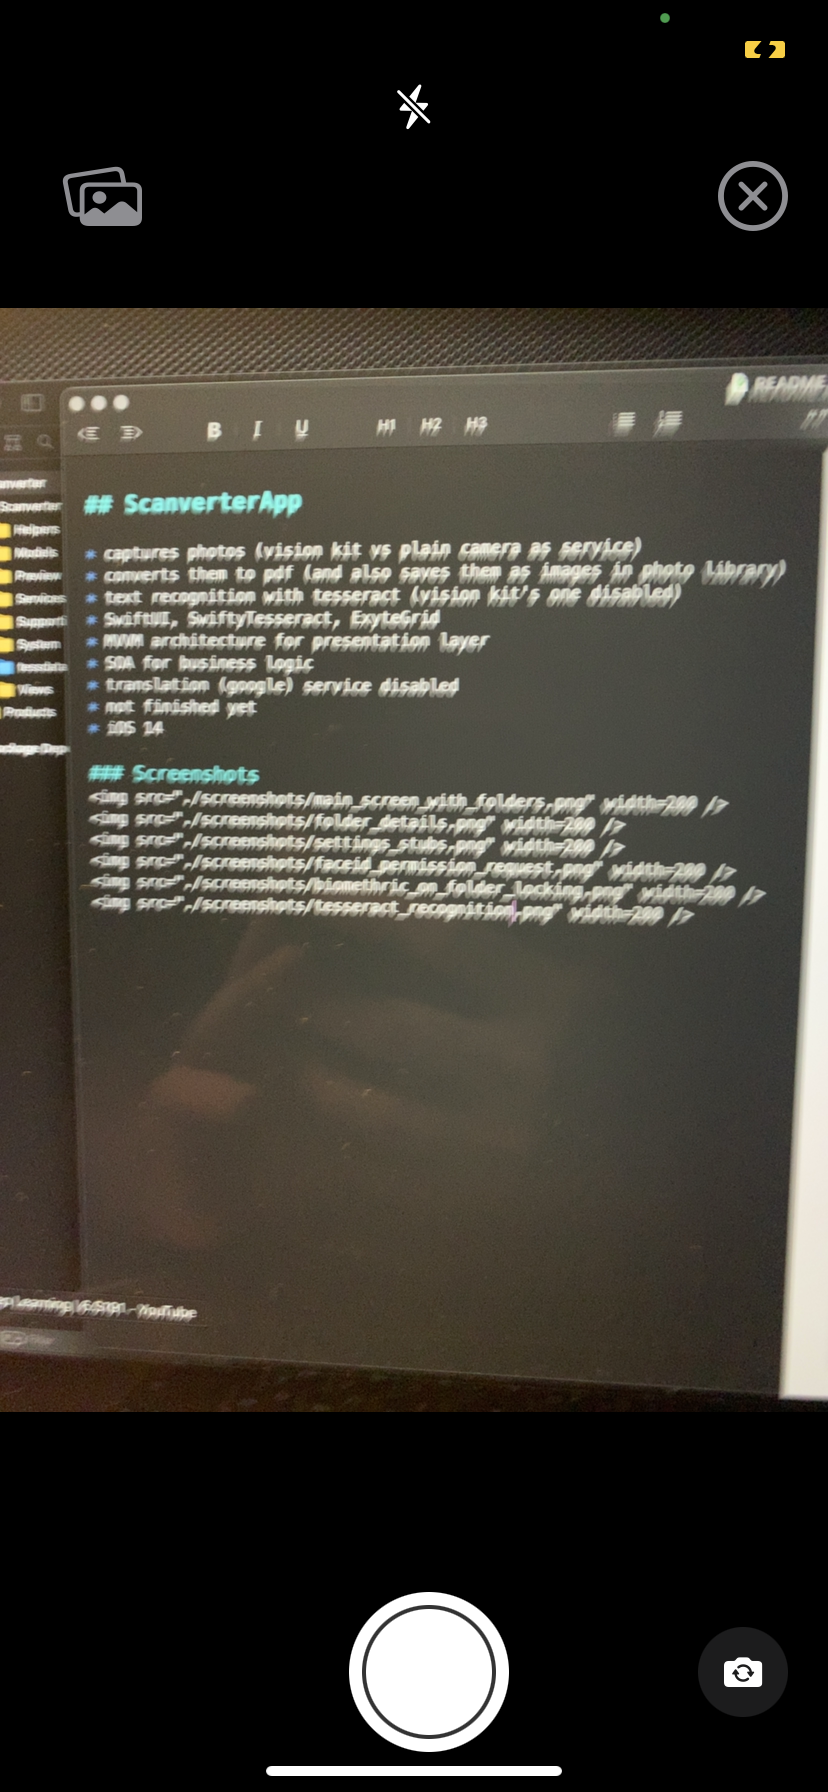 README
B I U H1 H2 H3
Scanverter
Helpers
Models
Preview
Services
System
Views
Products
## ScanverterApp
* captures photos (vision kit vs plain camera as service)
* converts them to pdf (and also saves them as images in photo library)
* text recognition with tesseract (vision kit's one disabled)
* SwiftUI, SwiftyTesseract, ExyteGrid
* MVVM architecture for presentation layer
* SOA for business logic
* translation (google) service disabled
* not finished yet
* iOS 14
### Screenshots
<img src="./screenshots/main_screen_with_folders.png" width=200 />
<img src="./screenshots/folder_details.png" width=200 />
<img src="./screenshots/settings_stubs.png" width=200 />
<img src="./screenshots/faceid_permission_request.png" width=200 />
<img src="./screenshots/biomethric_on_folder_locking.png" width=200 />
<img src="./screenshots/tesseract_recognition.png" width=200 />
Learning | 6.S191 - YouTube